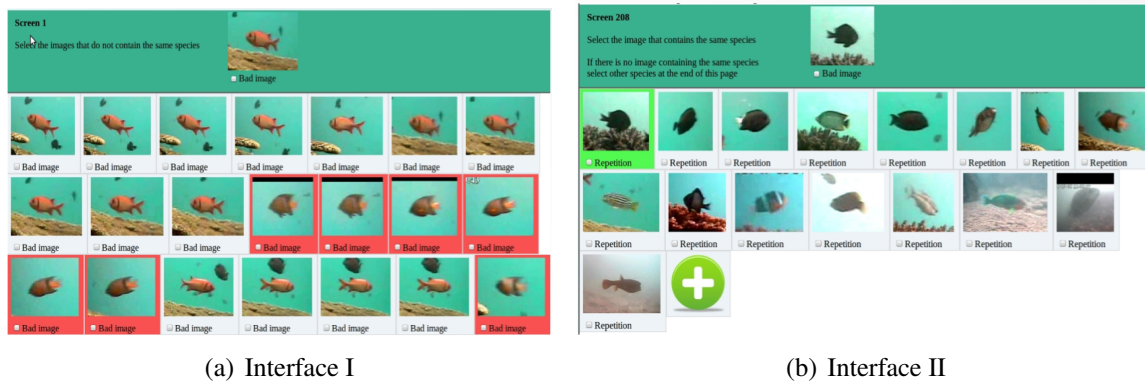 Screen 1
Select the images that do not contain the same species
Bad image
Bad image Bad image Bad image Bad image Bad image Bad image Bad image
Bad image Bad image Bad image Bad image Bad image Bad image Bad image
Bad image Bad image Bad image Bad image Bad image Bad image Bad image
(a) Interface I
Screen 208
Select the image that contains the same species
If there is no image containing the same species
select other species at the end of this page
Bad image
Repetition Repetition Repetition Repetition Repetition Repetition Repetition Repetition
Repetition Repetition Repetition Repetition Repetition Repetition Repetition
Repetition
(b) Interface II